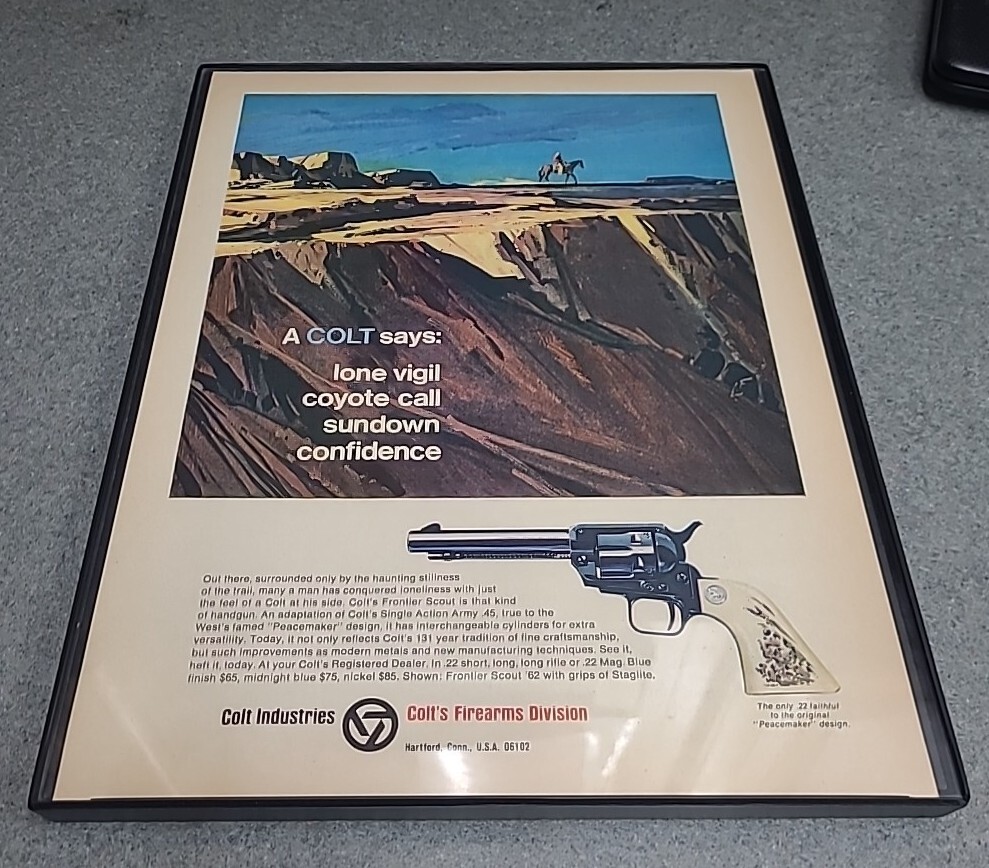 A COLT says:
lone vigil
coyote call
sundown
confidence
Out there, surrounded only by the haunting stillness
of the trail, many a man has conquered loneliness with just
the feel of a Colt at his side. Colt's Frontier Scout is that kind
of handgun. An adaptation of Colt's Single Action Army .45, true to the
West's famed "Peacemaker" design, it has interchangeable cylinders for extra
versatility. Today, it not only reflects Colt's 131 year tradition of fine craftsmanship,
but such improvements as modern metals and new manufacturing techniques. See it,
heft it, today. At your Colt's Registered Dealer. In .22 short, long, long rifle or .22 Mag. Blue
finish $65, midnight blue $75, nickel $85. Shown: Frontier Scout '62 with grips of Staglite.
The only .22 faithful
to the original
"Peacemaker" design.
Colt Industries Colt's Firearms Division
Hartford, Conn., U.S.A. 06102